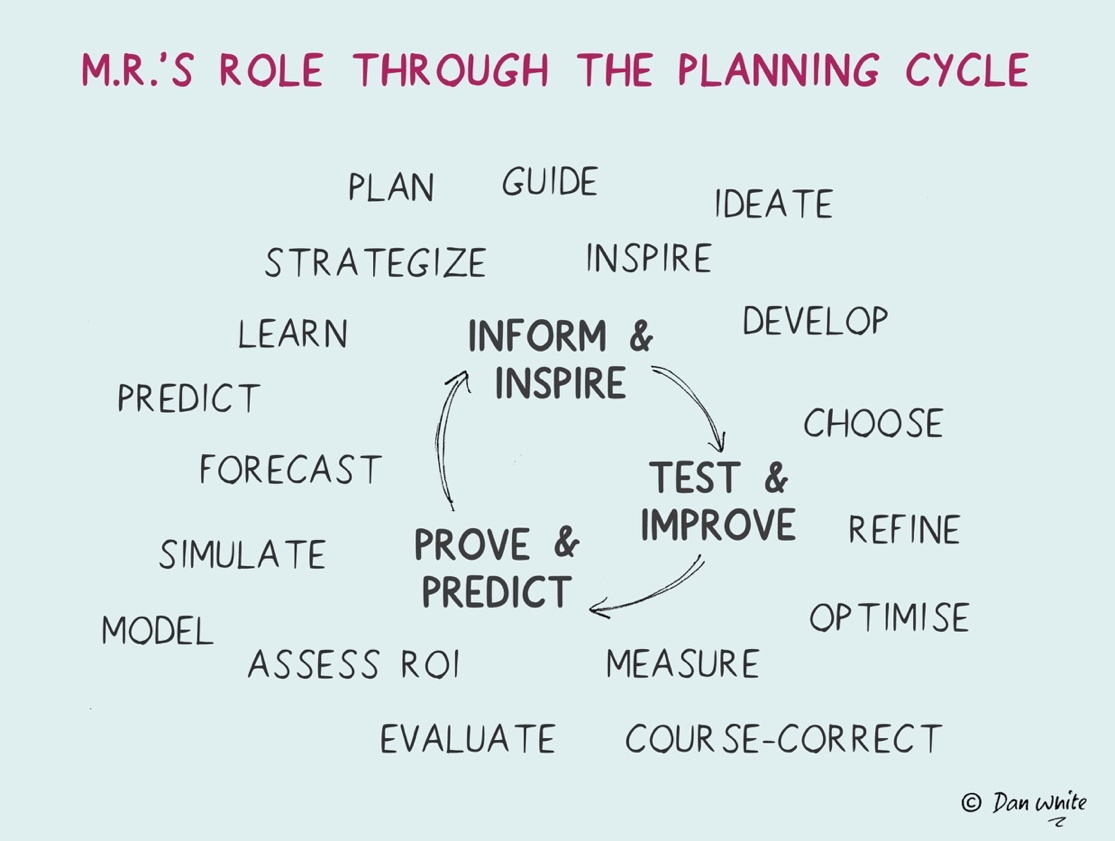 M.R.'S ROLE THROUGH THE PLANNING CYCLE
PLAN
GUIDE
IDEATE
STRATEGIZE
INSPIRE
LEARN
INFORM &
INSPIRE
DEVELOP
PREDICT
CHOOSE
FORECAST
TEST &
IMPROVE
REFINE
PROVE &
PREDICT
SIMULATE
OPTIMISE
MODEL
ASSESS ROI
MEASURE
EVALUATE
COURSE-CORRECT
© Dan White